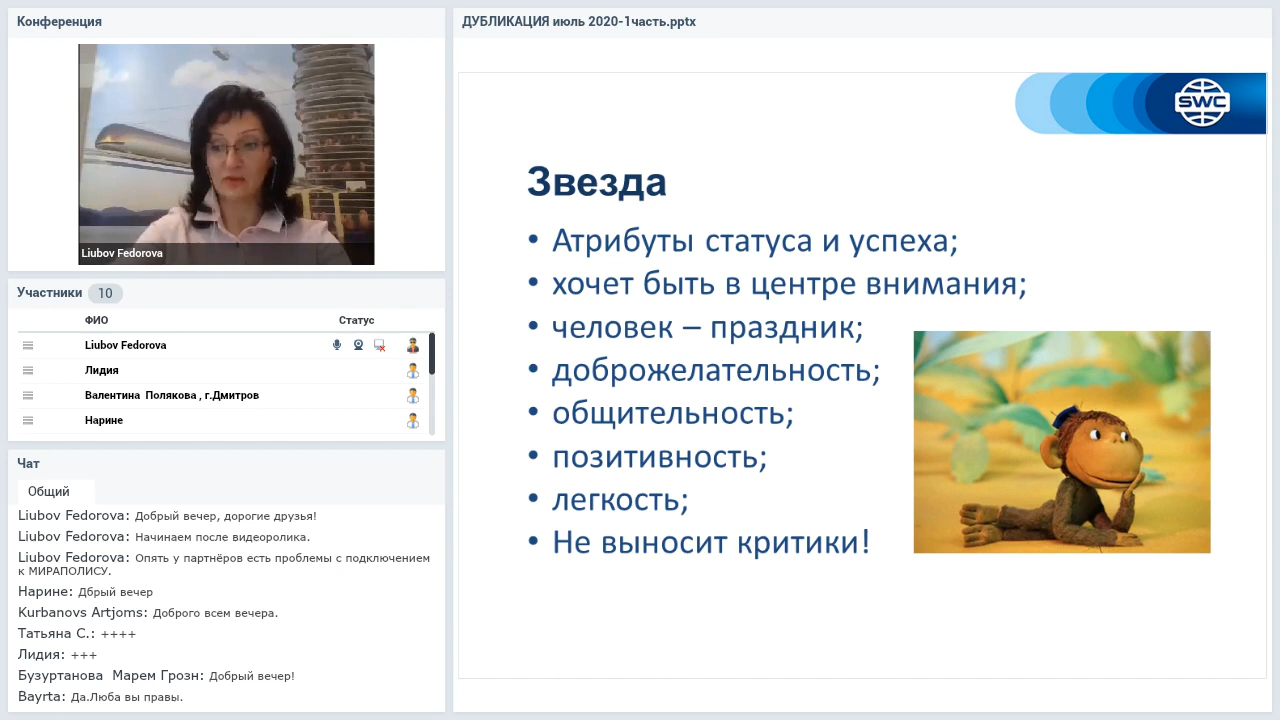 Конференция
Liubov Fedorova
Участники 10
ФИО Статус
Liubov Fedorova
Лидия
Валентина Полякова , г.Дмитров
Нарине
Чат
Общий
Liubov Fedorova: Добрый вечер, дорогие друзья!
Liubov Fedorova: Начинаем после видеоролика.
Liubov Fedorova: Опять у партнёров есть проблемы с подключением
к МИРАПОЛИСУ.
Нарине: Дбрый вечер
Kurbanovs Artjoms: Доброго всем вечера.
Татьяна С.: ++++
Лидия: +++
Бузуртанова Марем Грозн: Добрый вечер!
Bayrta: Да.Люба вы правы.
ДУБЛИКАЦИЯ июль 2020-1часть.pptx
SWC
Звезда
• Атрибуты статуса и успеха;
• хочет быть в центре внимания;
• человек – праздник;
• доброжелательность;
• общительность;
• позитивность;
• легкость;
• Не выносит критики!